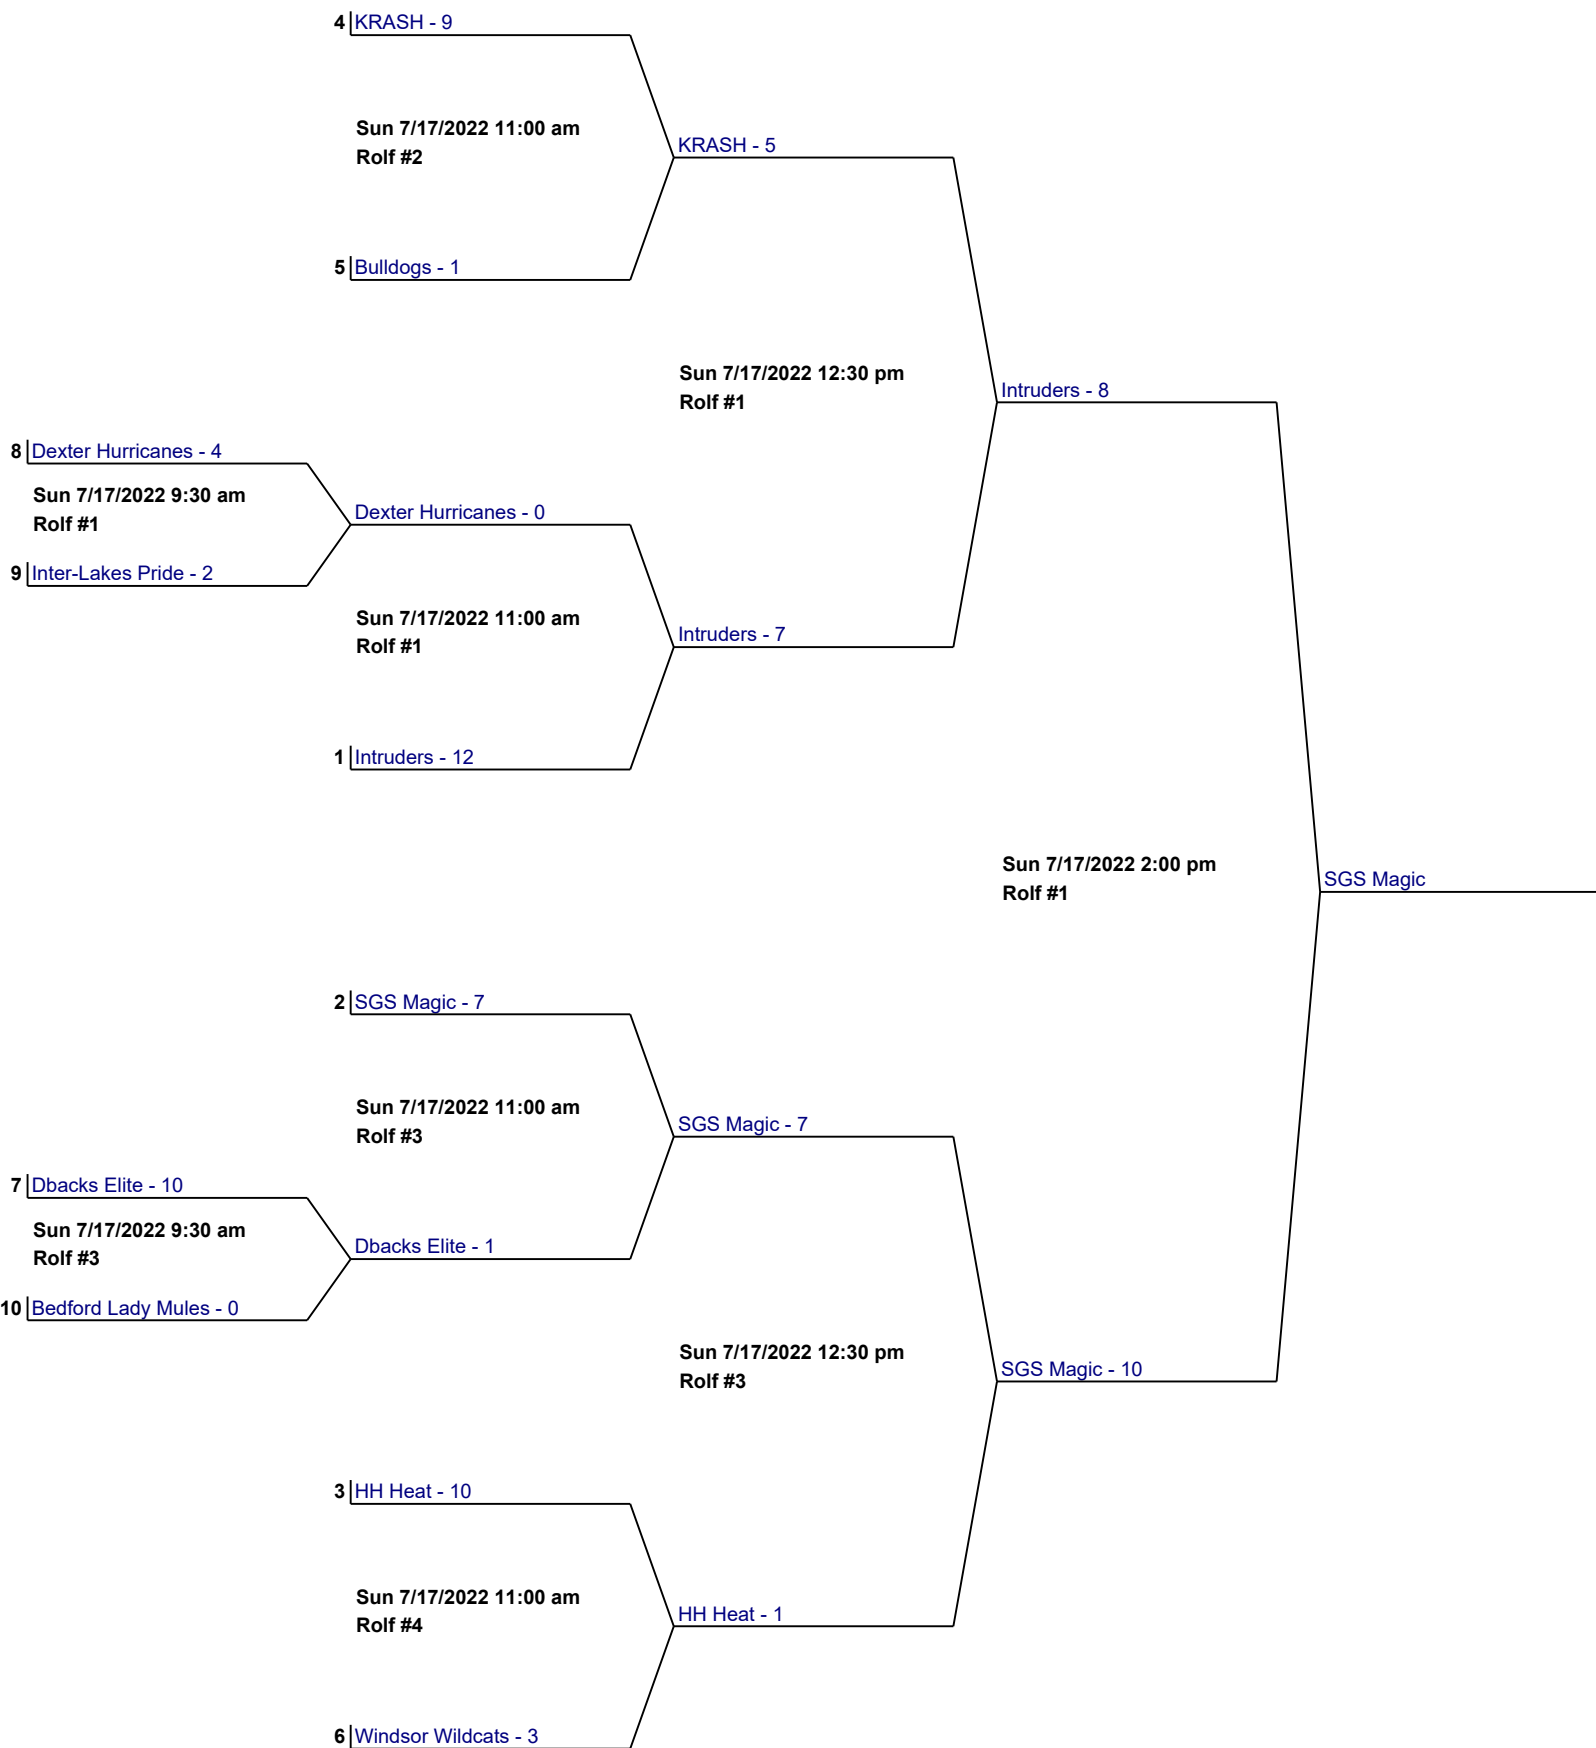 4 KRASH - 9
Sun 7/17/2022 11:00 am
Rolf #2
KRASH - 5
5 Bulldogs - 1
Sun 7/17/2022 12:30 pm
Rolf #1
Intruders - 8
8 Dexter Hurricanes - 4
Sun 7/17/2022 9:30 am
Rolf #1
Dexter Hurricanes - 0
9 Inter-Lakes Pride - 2
Sun 7/17/2022 11:00 am
Rolf #1
Intruders - 7
1 Intruders - 12
Sun 7/17/2022 2:00 pm
Rolf #1
SGS Magic
2 SGS Magic - 7
Sun 7/17/2022 11:00 am
Rolf #3
SGS Magic - 7
7 Dbacks Elite - 10
Sun 7/17/2022 9:30 am
Rolf #3
Dbacks Elite - 1
10 Bedford Lady Mules - 0
Sun 7/17/2022 12:30 pm
Rolf #3
SGS Magic - 10
3 HH Heat - 10
Sun 7/17/2022 11:00 am
Rolf #4
HH Heat - 1
6 Windsor Wildcats - 3